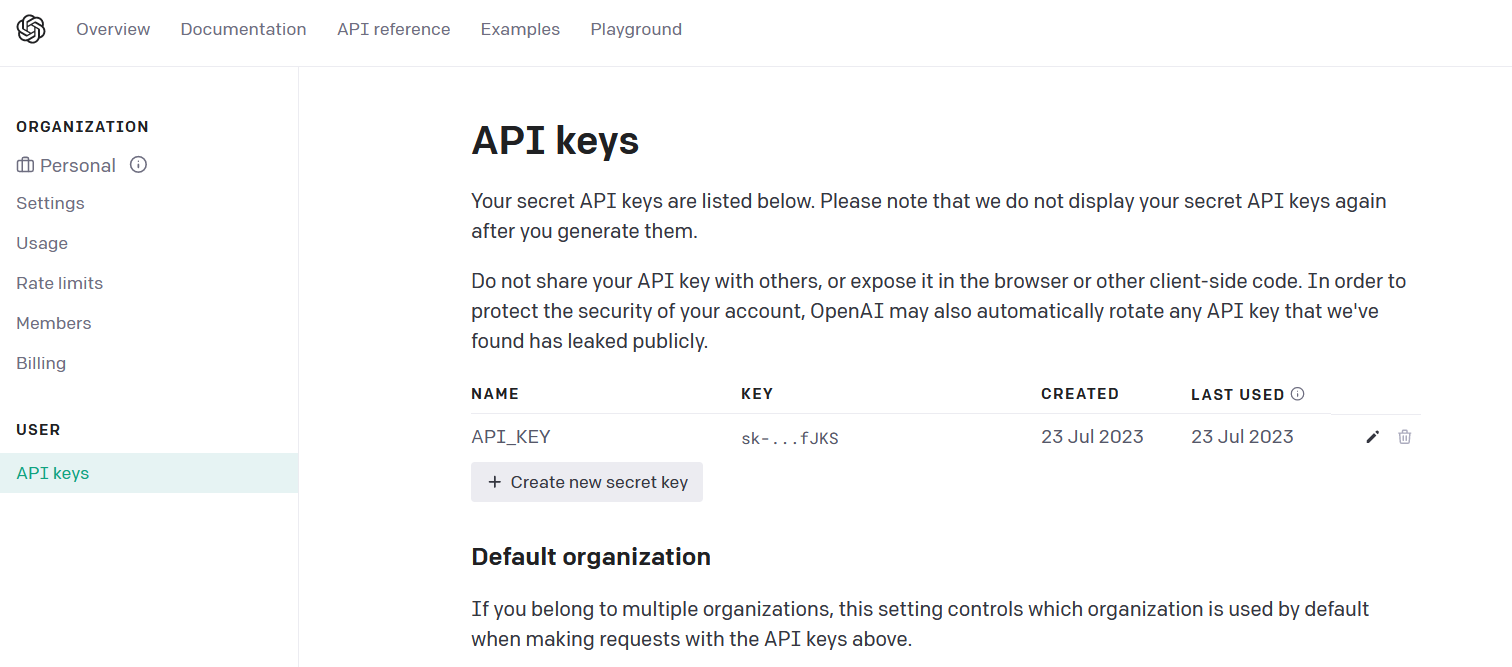 Overview Documentation API reference Examples Playground
ORGANIZATION
Personal
Settings
Usage
Rate limits
Members
Billing
USER
API keys
API keys
Your secret API keys are listed below. Please note that we do not display your secret API keys again
after you generate them.
Do not share your API key with others, or expose it in the browser or other client-side code. In order to
protect the security of your account, OpenAI may also automatically rotate any API key that we've
found has leaked publicly.
NAME KEY CREATED LAST USED
API_KEY sk-...fJKS 23 Jul 2023 23 Jul 2023
+ Create new secret key
Default organization
If you belong to multiple organizations, this setting controls which organization is used by default
when making requests with the API keys above.